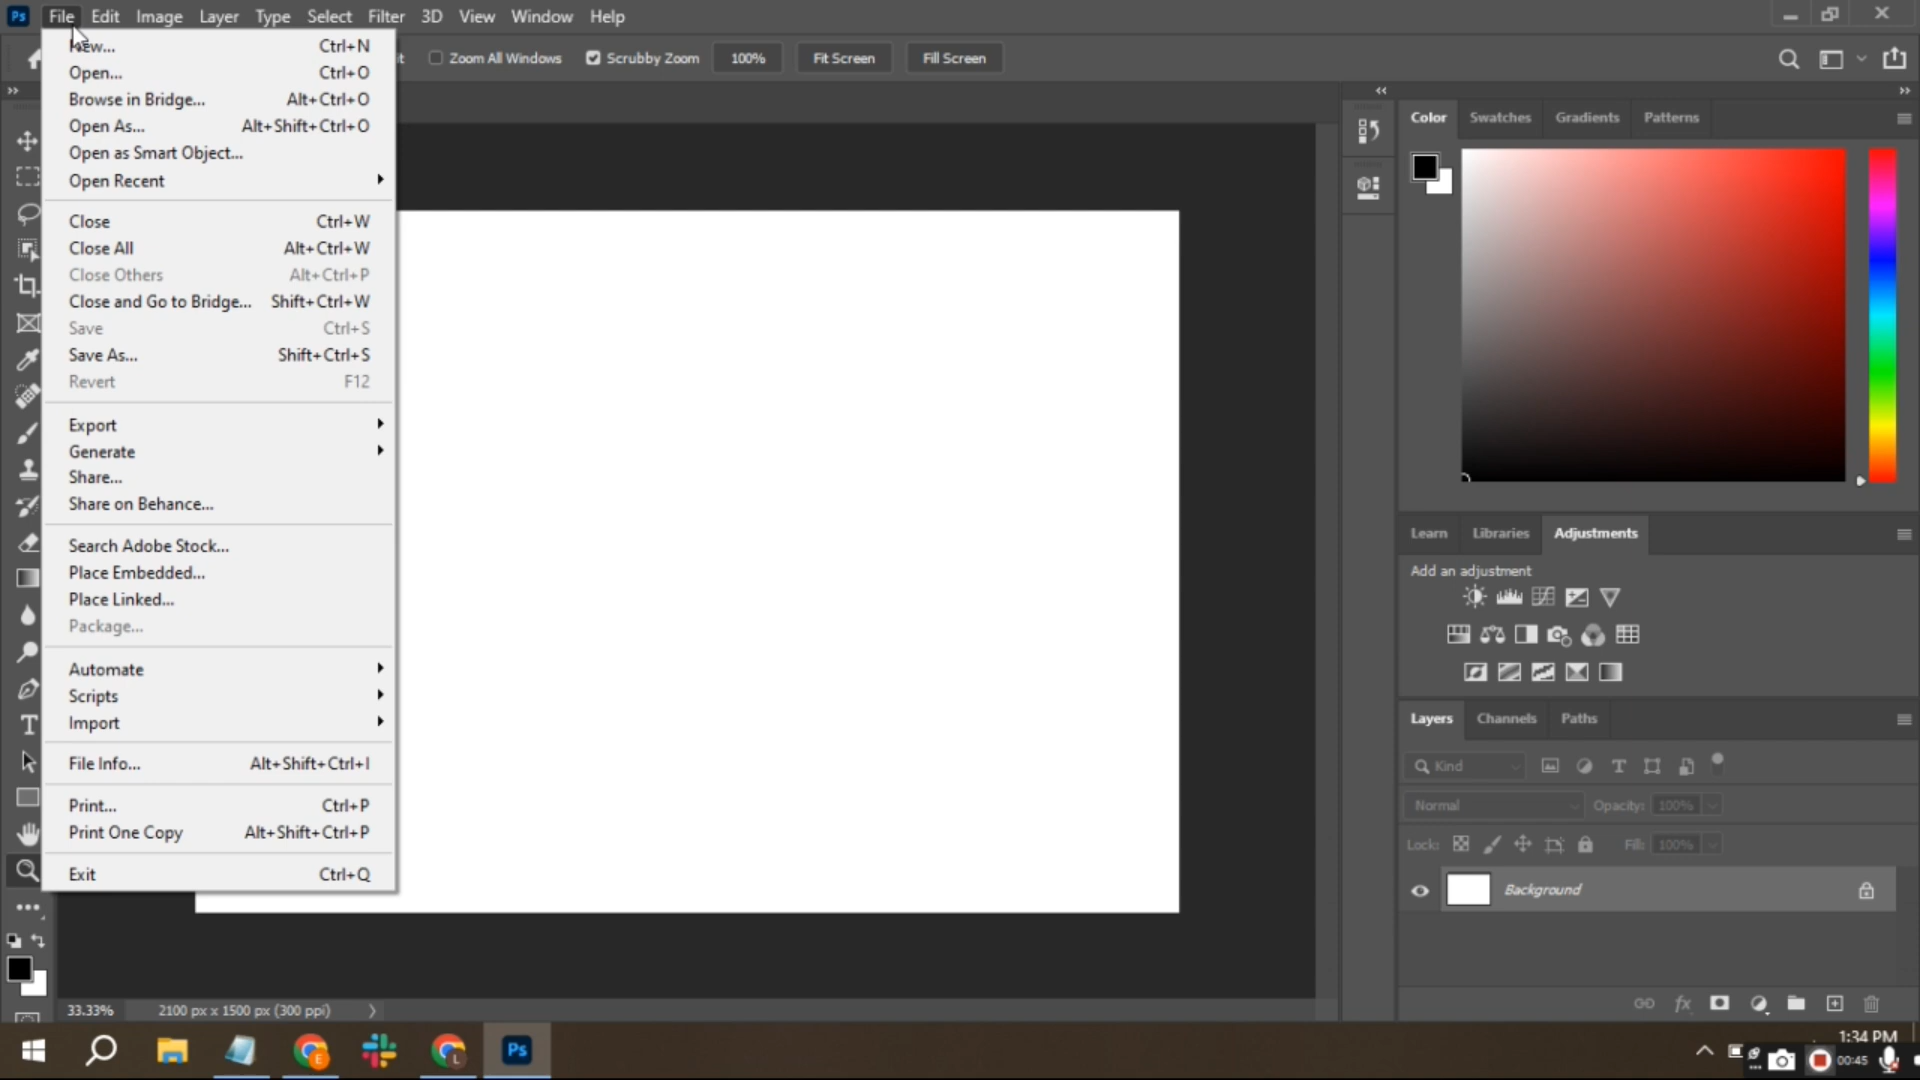 Ps File Edit Image Layer Type Select Filter 3D View Window Help
Zoom All Windows Scrubby Zoom 100% Fit Screen Fill Screen
New... Ctrl+N
Open... Ctrl+O
Browse in Bridge... Alt+Ctrl+O
Open As... Alt+Shift+Ctrl+O
Open as Smart Object...
Open Recent
Close Ctrl+W
Close All Alt+Ctrl+W
Close Others Alt+Ctrl+P
Close and Go to Bridge... Shift+Ctrl+W
Save Ctrl+S
Save As... Shift+Ctrl+S
Revert F12
Export
Generate
Share...
Share on Behance...
Search Adobe Stock...
Place Embedded...
Place Linked...
Package...
Automate
Scripts
Import
File Info... Alt+Shift+Ctrl+I
Print... Ctrl+P
Print One Copy Alt+Shift+Ctrl+P
Exit Ctrl+Q
Color Swatches Gradients Patterns
Learn Libraries Adjustments
Add an adjustment
Layers Channels Paths
Kind
Normal Opacity: 100%
Lock: Fill: 100%
Background
33.33% 2100 px x 1500 px (300 ppi)
E L Ps
1:34 PM
00:45